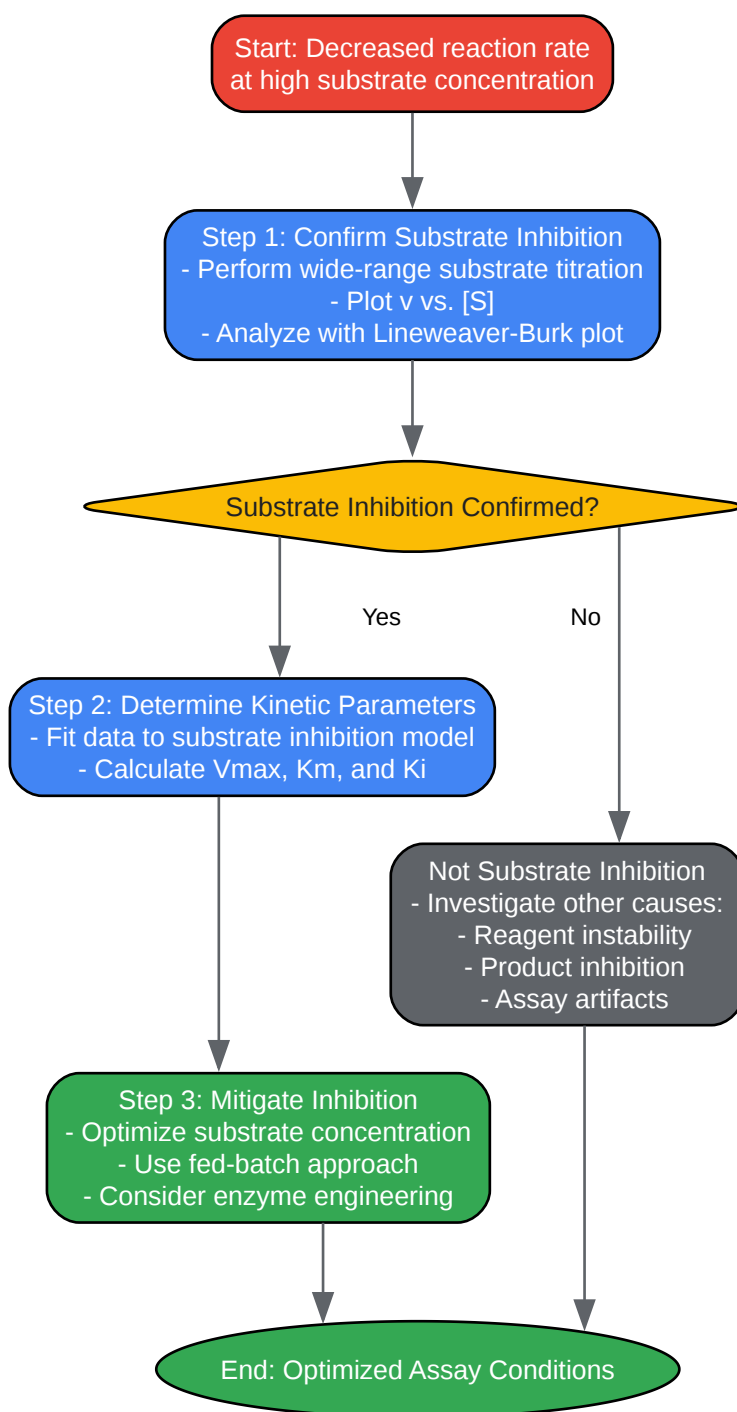 Start: Decreased reaction rate
at high substrate concentration
Step 1: Confirm Substrate Inhibition
- Perform wide-range substrate titration
- Plot v vs. [S]
- Analyze with Lineweaver-Burk plot
Substrate Inhibition Confirmed?
Yes
No
Step 2: Determine Kinetic Parameters
- Fit data to substrate inhibition model
- Calculate Vmax, Km, and Ki
Not Substrate Inhibition
- Investigate other causes:
- Reagent instability
- Product inhibition
- Assay artifacts
Step 3: Mitigate Inhibition
- Optimize substrate concentration
- Use fed-batch approach
- Consider enzyme engineering
End: Optimized Assay Conditions